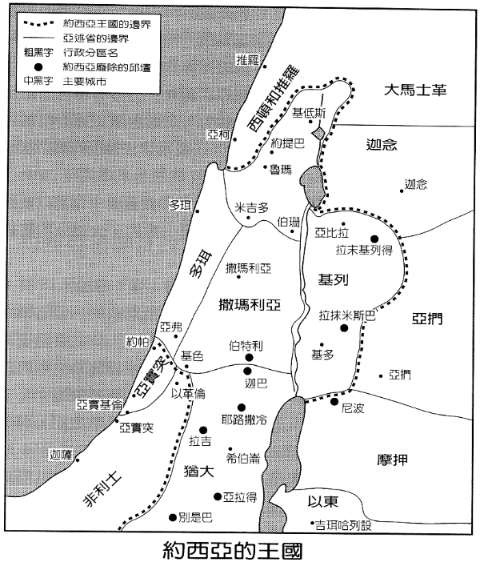 約西亞王國的邊界
亞述省的邊界
粗黑字 行政分區名
約西亞廢除的邱壇
中黑字 主要城市
推羅
西頓和推羅
大馬士革
基低斯
亞柯
約提巴
迦念
魯瑪
迦念
多珥
米吉多
伯珊
亞比拉
拉末基列得
多珥
撒瑪利亞
基列
撒瑪利亞
拉抹米斯巴
亞捫
亞弗
約帕
伯特利
基多
基色
亞實突
迦巴
亞捫
以革倫
亞實基倫
耶路撒冷
尼波
亞實突
拉吉
迦薩
希伯崙
摩押
猶大
非利士
亞拉得
以東
別是巴
吉珥哈列設
約西亞的王國